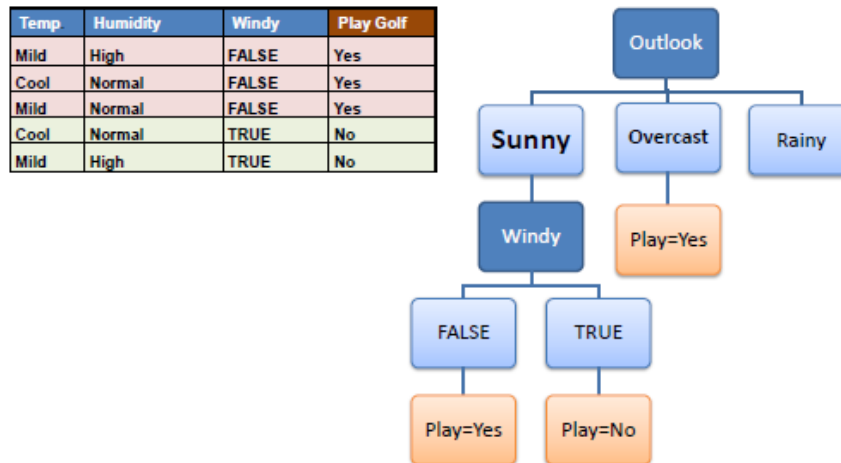 Temp. Humidity Windy Play Golf
Mild High FALSE Yes
Cool Normal FALSE Yes
Mild Normal FALSE Yes
Cool Normal TRUE No
Mild High TRUE No
Outlook
Sunny Overcast Rainy
Windy Play=Yes
FALSE TRUE
Play=Yes Play=No